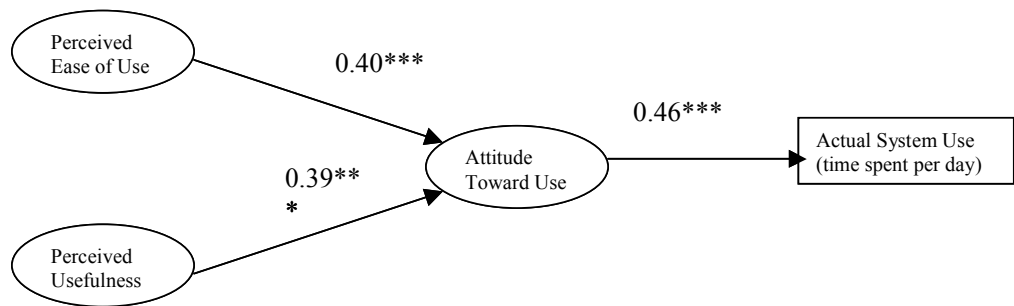 Perceived
Ease of Use
0.40***
0.46***
Actual System Use
(time spent per day)
Attitude
Toward Use
0.39**
*
Perceived
Usefulness